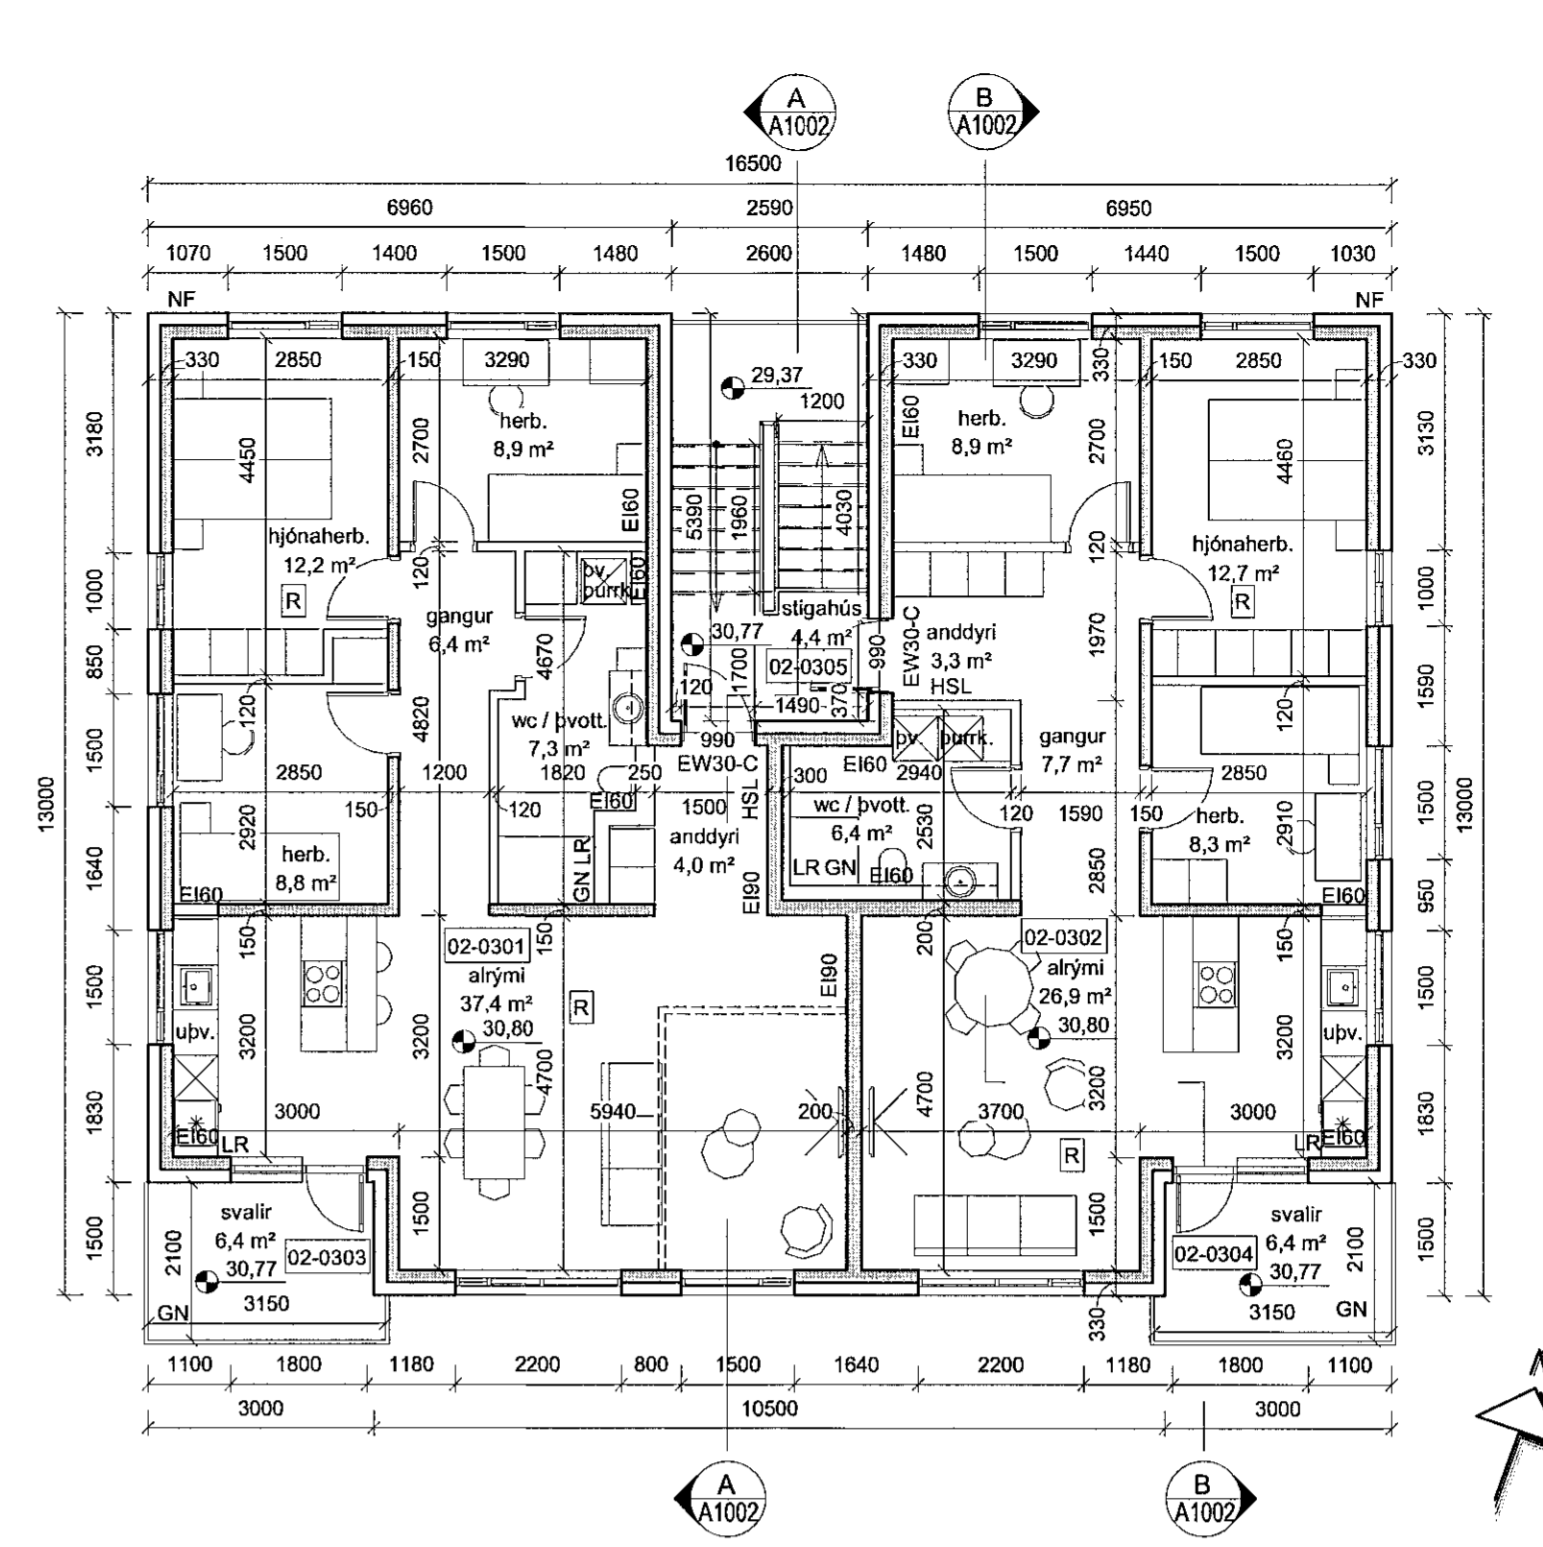 A
A1002
B
A1002
16500
6960
2590
6950
1070
1500
1400
1500
1480
2600
1480
1500
1440
1500
1030
NF
NF
330
2850
150
3290
29,37
1200
330
3290
330
150
2850
330
herb.
8,9 m²
herb.
8,9 m²
EI60
3180
4450
2700
2700
4460
3130
EI60
5390
1960
4030
hjónaherb.
12,2 m²
R
hjónaherb.
12,7 m²
R
120
þv.
þurrk.
EI60
120
1000
1000
gangur
6,4 m²
stigahús
4,4 m²
30,77
02-0305
990
EW30-C
anddyri
3,3 m²
HSL
1970
850
4670
1700
120
1490
370
1590
120
4820
120
wc / þvott.
7,3 m²
990
EW30-C
HSL
þv.
þurrk.
EI60
gangur
7,7 m²
13000
1500
2850
1200
1820
250
1500
300
2940
2850
1500
13000
150
120
EI60
anddyri
4,0 m²
wc / þvott.
6,4 m²
2530
120
1590
150
herb.
8,3 m²
2910
1640
2920
herb.
8,8 m²
EI60
GN LR
EI90
LR GN
EI60
2850
EI60
950
150
02-0301
150
alrými
37,4 m²
30,80
R
EI90
200
02-0302
alrými
26,9 m²
30,80
150
1500
uþv.
uþv.
1500
3200
3200
4700
4700
3200
3200
1830
3000
5940
200
3700
3000
1830
EI60
LR
R
LR
EI60
svalir
6,4 m²
30,77
02-0303
3150
GN
2100
1500
1500
1500
1500
330
svalir
6,4 m²
30,77
02-0304
3150
GN
2100
1100
1800
1180
2200
800
1500
1640
2200
1180
1800
1100
3000
10500
3000
A
A1002
B
A1002